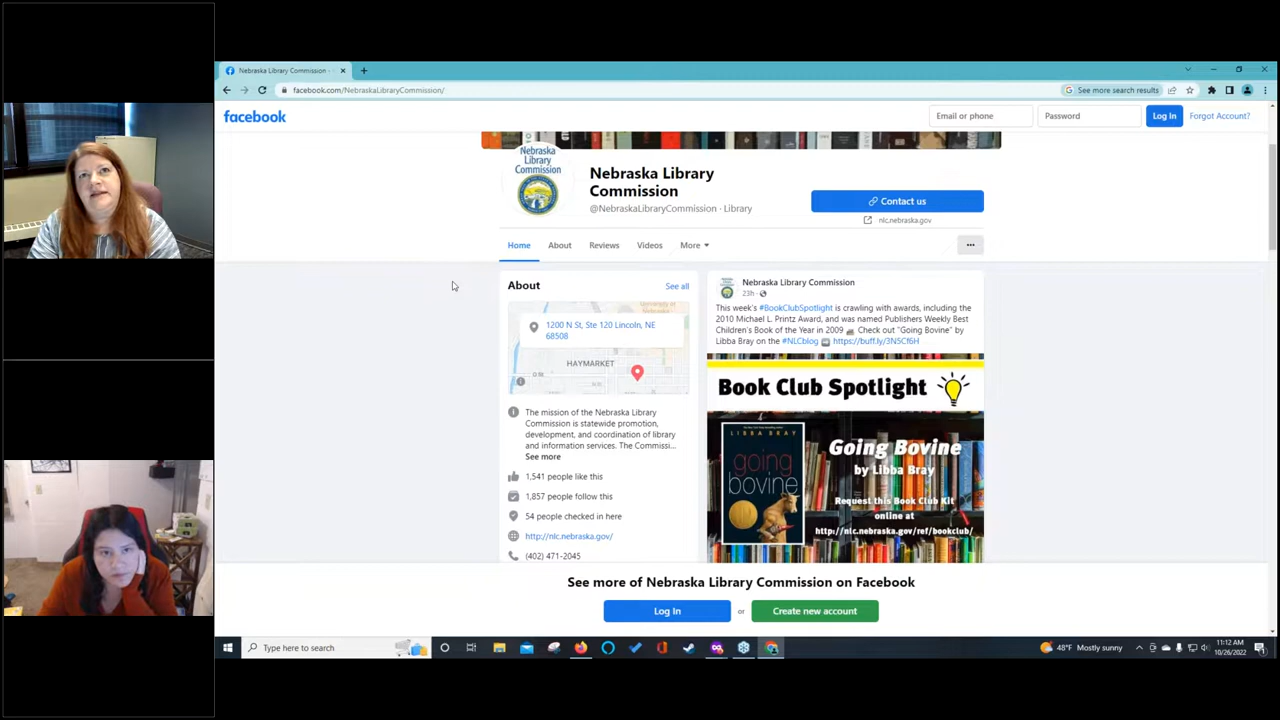 Nebraska Library Commission -
facebook.com/NebraskaLibraryCommission/
See more search results
facebook
Email or phone
Password
Log In
Forgot Account?
Nebraska
Library
Commission
Nebraska Library
Commission
@NebraskaLibraryCommission · Library
Contact us
nlc.nebraska.gov
Home
About
Reviews
Videos
More
About
See all
1200 N St, Ste 120 Lincoln, NE
68508
HAYMARKET
The mission of the Nebraska Library
Commission is statewide promotion,
development, and coordination of library
and information services. The Commissi...
See more
1,541 people like this
1,857 people follow this
54 people checked in here
http://nlc.nebraska.gov/
(402) 471-2045
Nebraska Library Commission
23h ·
This week's #BookClubSpotlight is crawling with awards, including the
2010 Michael L. Printz Award, and was named Publishers Weekly Best
Children's Book of the Year in 2009 Check out "Going Bovine" by
Libba Bray on the #NLCblog https://buff.ly/3N5Cf6H
Book Club Spotlight
LIBBA BRAY
going
bovine
Going Bovine
by Libba Bray
Request this Book Club Kit
online at
http://nlc.nebraska.gov/ref/bookclub/
See more of Nebraska Library Commission on Facebook
Log In
or
Create new account
Type here to search
48°F Mostly sunny
11:12 AM
10/26/2022